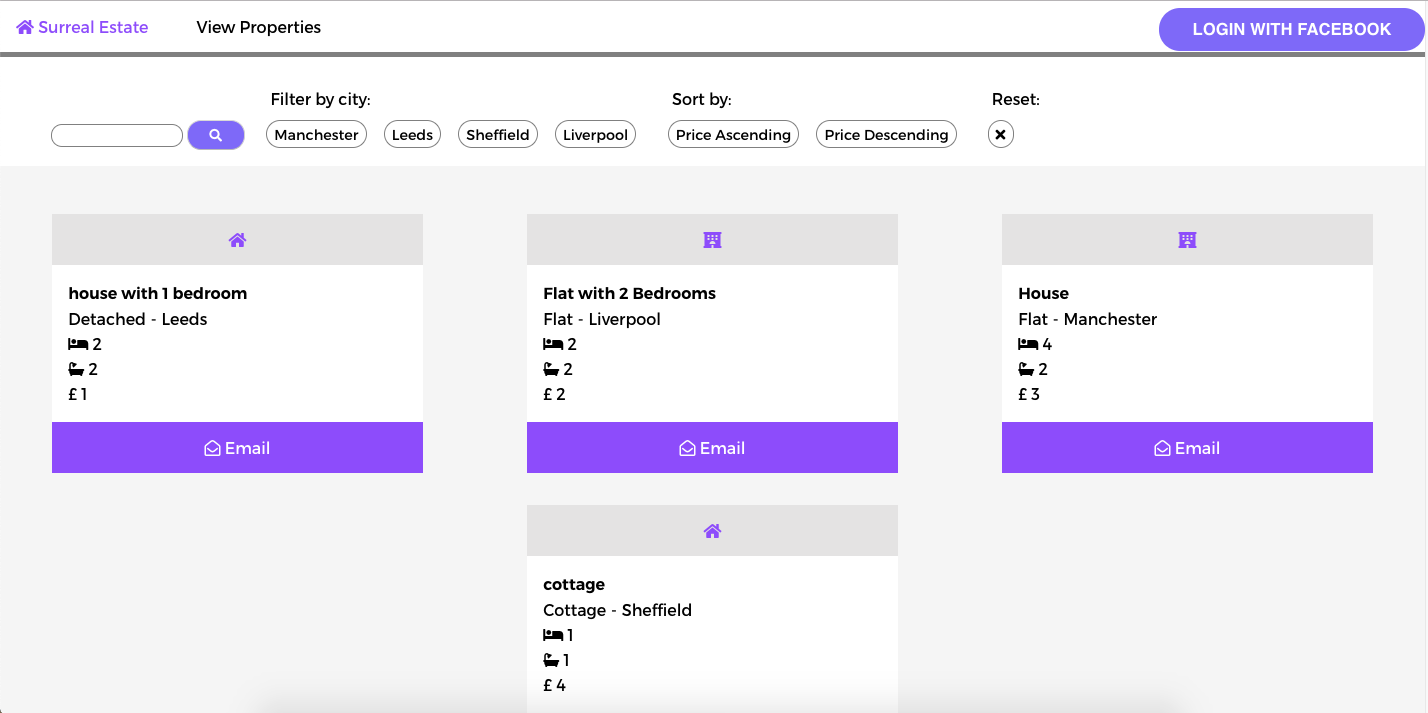 Surreal Estate
View Properties
LOGIN WITH FACEBOOK
Filter by city:
Sort by:
Reset:
Manchester
Leeds
Sheffield
Liverpool
Price Ascending
Price Descending
house with 1 bedroom
Detached - Leeds
2
2
£ 1
Email
Flat with 2 Bedrooms
Flat - Liverpool
2
2
£ 2
Email
House
Flat - Manchester
4
2
£ 3
Email
cottage
Cottage - Sheffield
1
1
£ 4